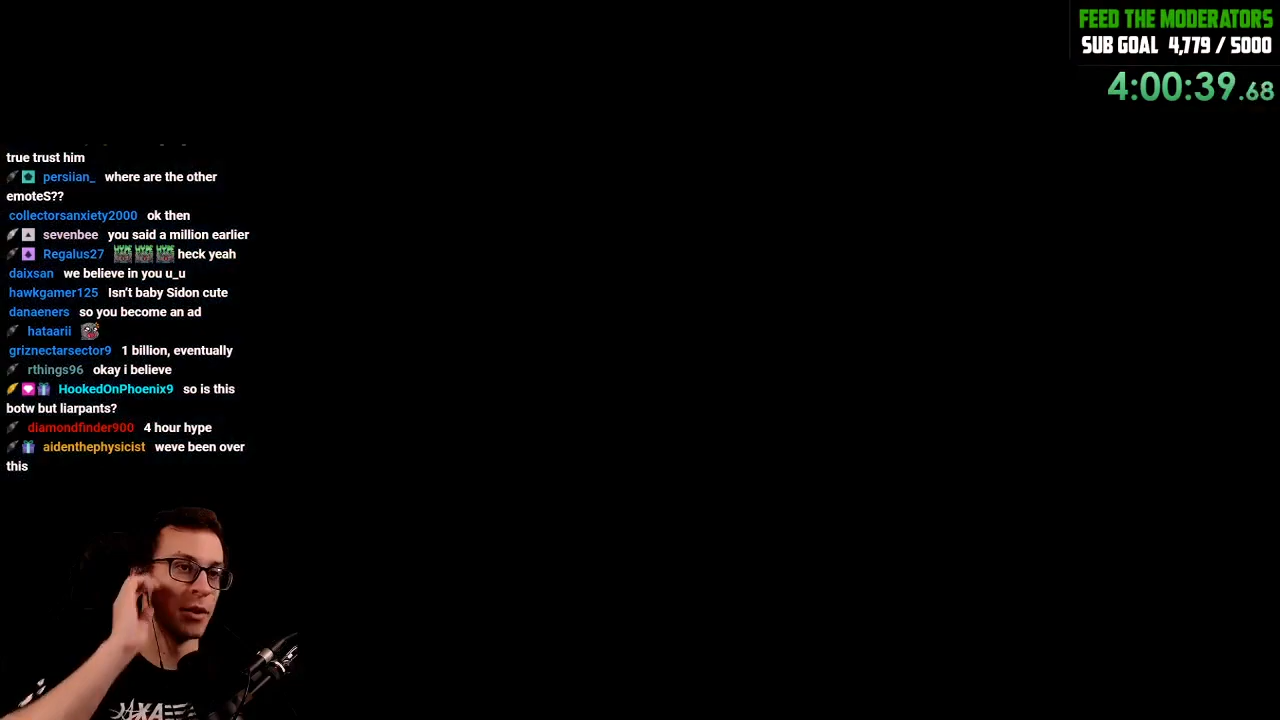 FEED THE MODERATORS
SUB GOAL 4,779 / 5000
4:00:39.68
true trust him
persiian_ where are the other
emoteS??
collectorsanxiety2000 ok then
sevenbee you said a million earlier
Regalus27 heck yeah
daixsan we believe in you u_u
hawkgamer125 Isn't baby Sidon cute
danaeners so you become an ad
hataarii
griznectarsector9 1 billion, eventually
rthings96 okay i believe
HookedOnPhoenix9 so is this
botw but liarpants?
diamondfinder900 4 hour hype
aidenthephysicist weve been over
this